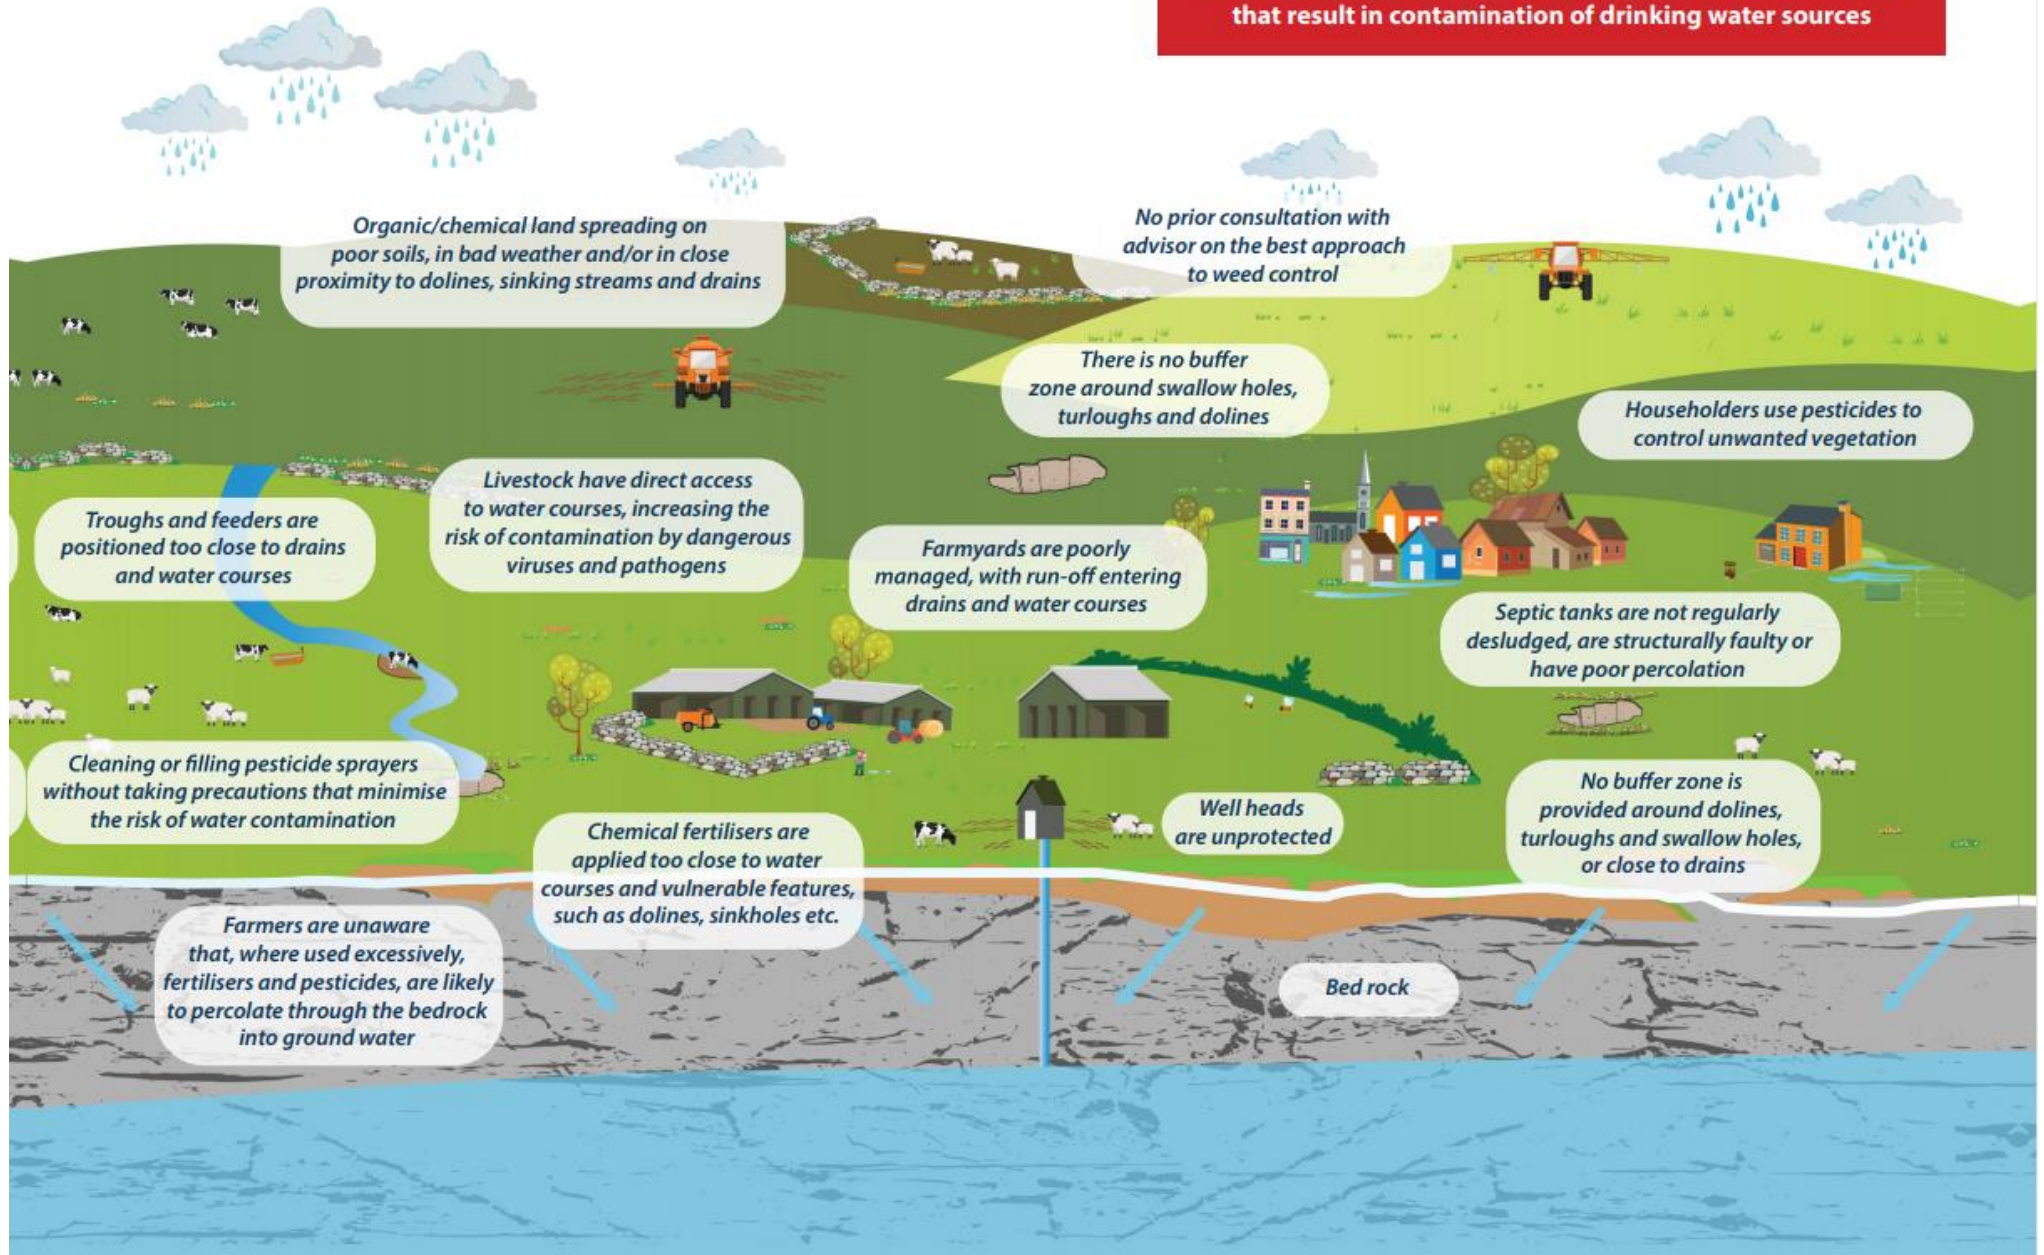 that result in contamination of drinking water sources
Organic/chemical land spreading on
poor soils, in bad weather and/or in close
proximity to dolines, sinking streams and drains
No prior consultation with
advisor on the best approach
to weed control
There is no buffer
zone around swallow holes,
turloughs and dolines
Householders use pesticides to
control unwanted vegetation
Troughs and feeders are
positioned too close to drains
and water courses
Livestock have direct access
to water courses, increasing the
risk of contamination by dangerous
viruses and pathogens
Farmyards are poorly
managed, with run-off entering
drains and water courses
Septic tanks are not regularly
desludged, are structurally faulty or
have poor percolation
Cleaning or filling pesticide sprayers
without taking precautions that minimise
the risk of water contamination
Chemical fertilisers are
applied too close to water
courses and vulnerable features,
such as dolines, sinkholes etc.
Well heads
are unprotected
No buffer zone is
provided around dolines,
turloughs and swallow holes,
or close to drains
Farmers are unaware
that, where used excessively,
fertilisers and pesticides, are likely
to percolate through the bedrock
into ground water
Bed rock